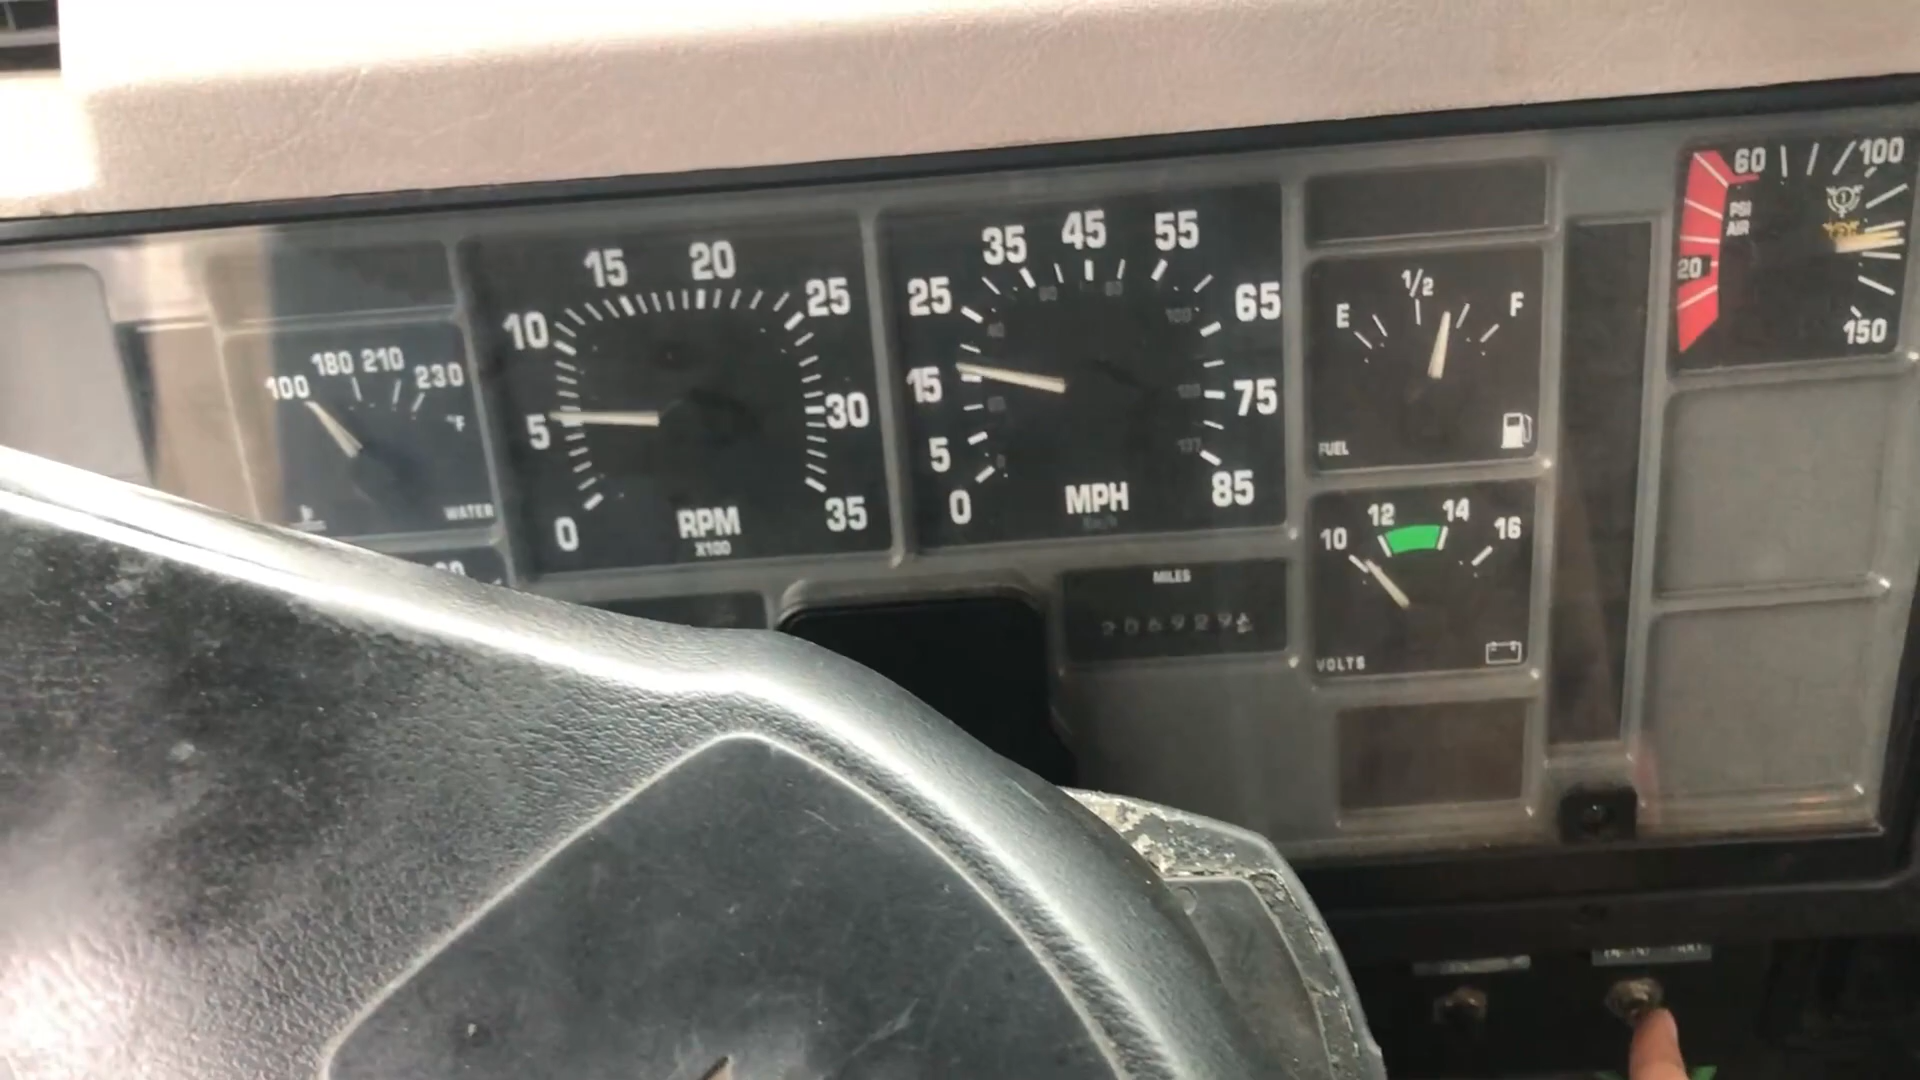 100 180 210 230
°F
WATER
0 5 10 15 20 25 30 35
RPM
X100
0 5 15 25 35 45 55 65 75 85
MPH
MILES
E 1/2 F
FUEL
10 12 14 16
VOLTS
20 60 100 150
PSI
AIR